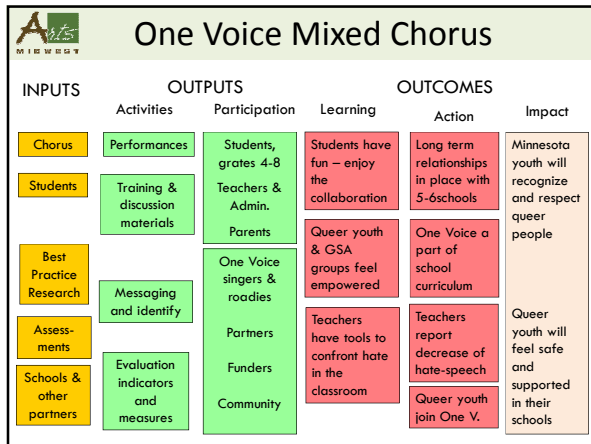 Arts
MIDWEST
One Voice Mixed Chorus
INPUTS
OUTPUTS
OUTCOMES
Activities
Participation
Learning
Action
Impact
Chorus
Students
Best
Practice
Research
Assess-
ments
Schools & other
partners
Performances
Training &
discussion
materials
Messaging
and identify
Evaluation
indicators
and
measures
Students,
grates 4-8
Teachers &
Admin.
Parents
One Voice
singers &
roadies
Partners
Funders
Community
Students have
fun – enjoy
the
collaboration
Queer youth
& GSA
groups feel
empowered
Teachers
have tools to
confront hate
in the
classroom
Long term
relationships
in place with
5-6schools
One Voice a
part of
school
curriculum
Teachers
report
decrease of
hate-speech
Queer youth
join One V.
Minnesota
youth will
recognize
and respect
queer
people
Queer
youth will
feel safe
and
supported
in their
schools